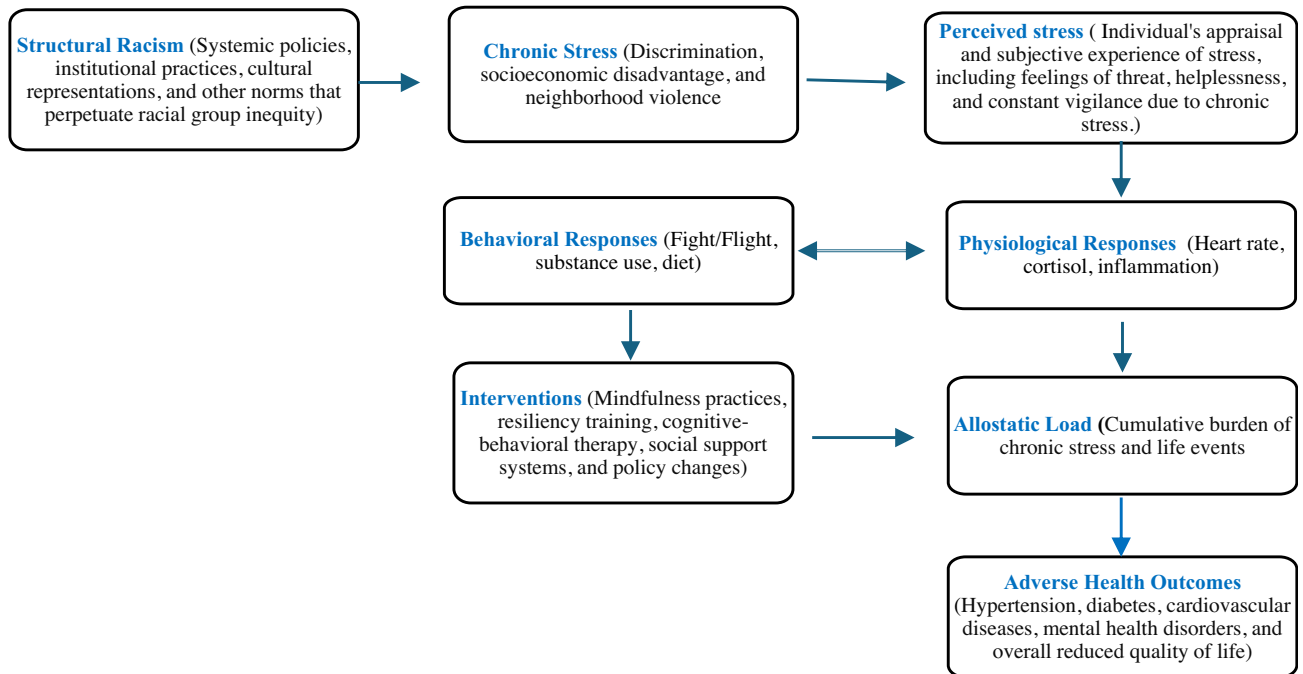 Structural Racism (Systemic policies,
institutional practices, cultural
representations, and other norms that
perpetuate racial group inequity)
Chronic Stress (Discrimination,
socioeconomic disadvantage, and
neighborhood violence
Perceived stress ( Individual's appraisal
and subjective experience of stress,
including feelings of threat, helplessness,
and constant vigilance due to chronic
stress.)
Behavioral Responses (Fight/Flight,
substance use, diet)
Physiological Responses (Heart rate,
cortisol, inflammation)
Interventions (Mindfulness practices,
resiliency training, cognitive-
behavioral therapy, social support
systems, and policy changes)
Allostatic Load (Cumulative burden of
chronic stress and life events
Adverse Health Outcomes
(Hypertension, diabetes, cardiovascular
diseases, mental health disorders, and
overall reduced quality of life)